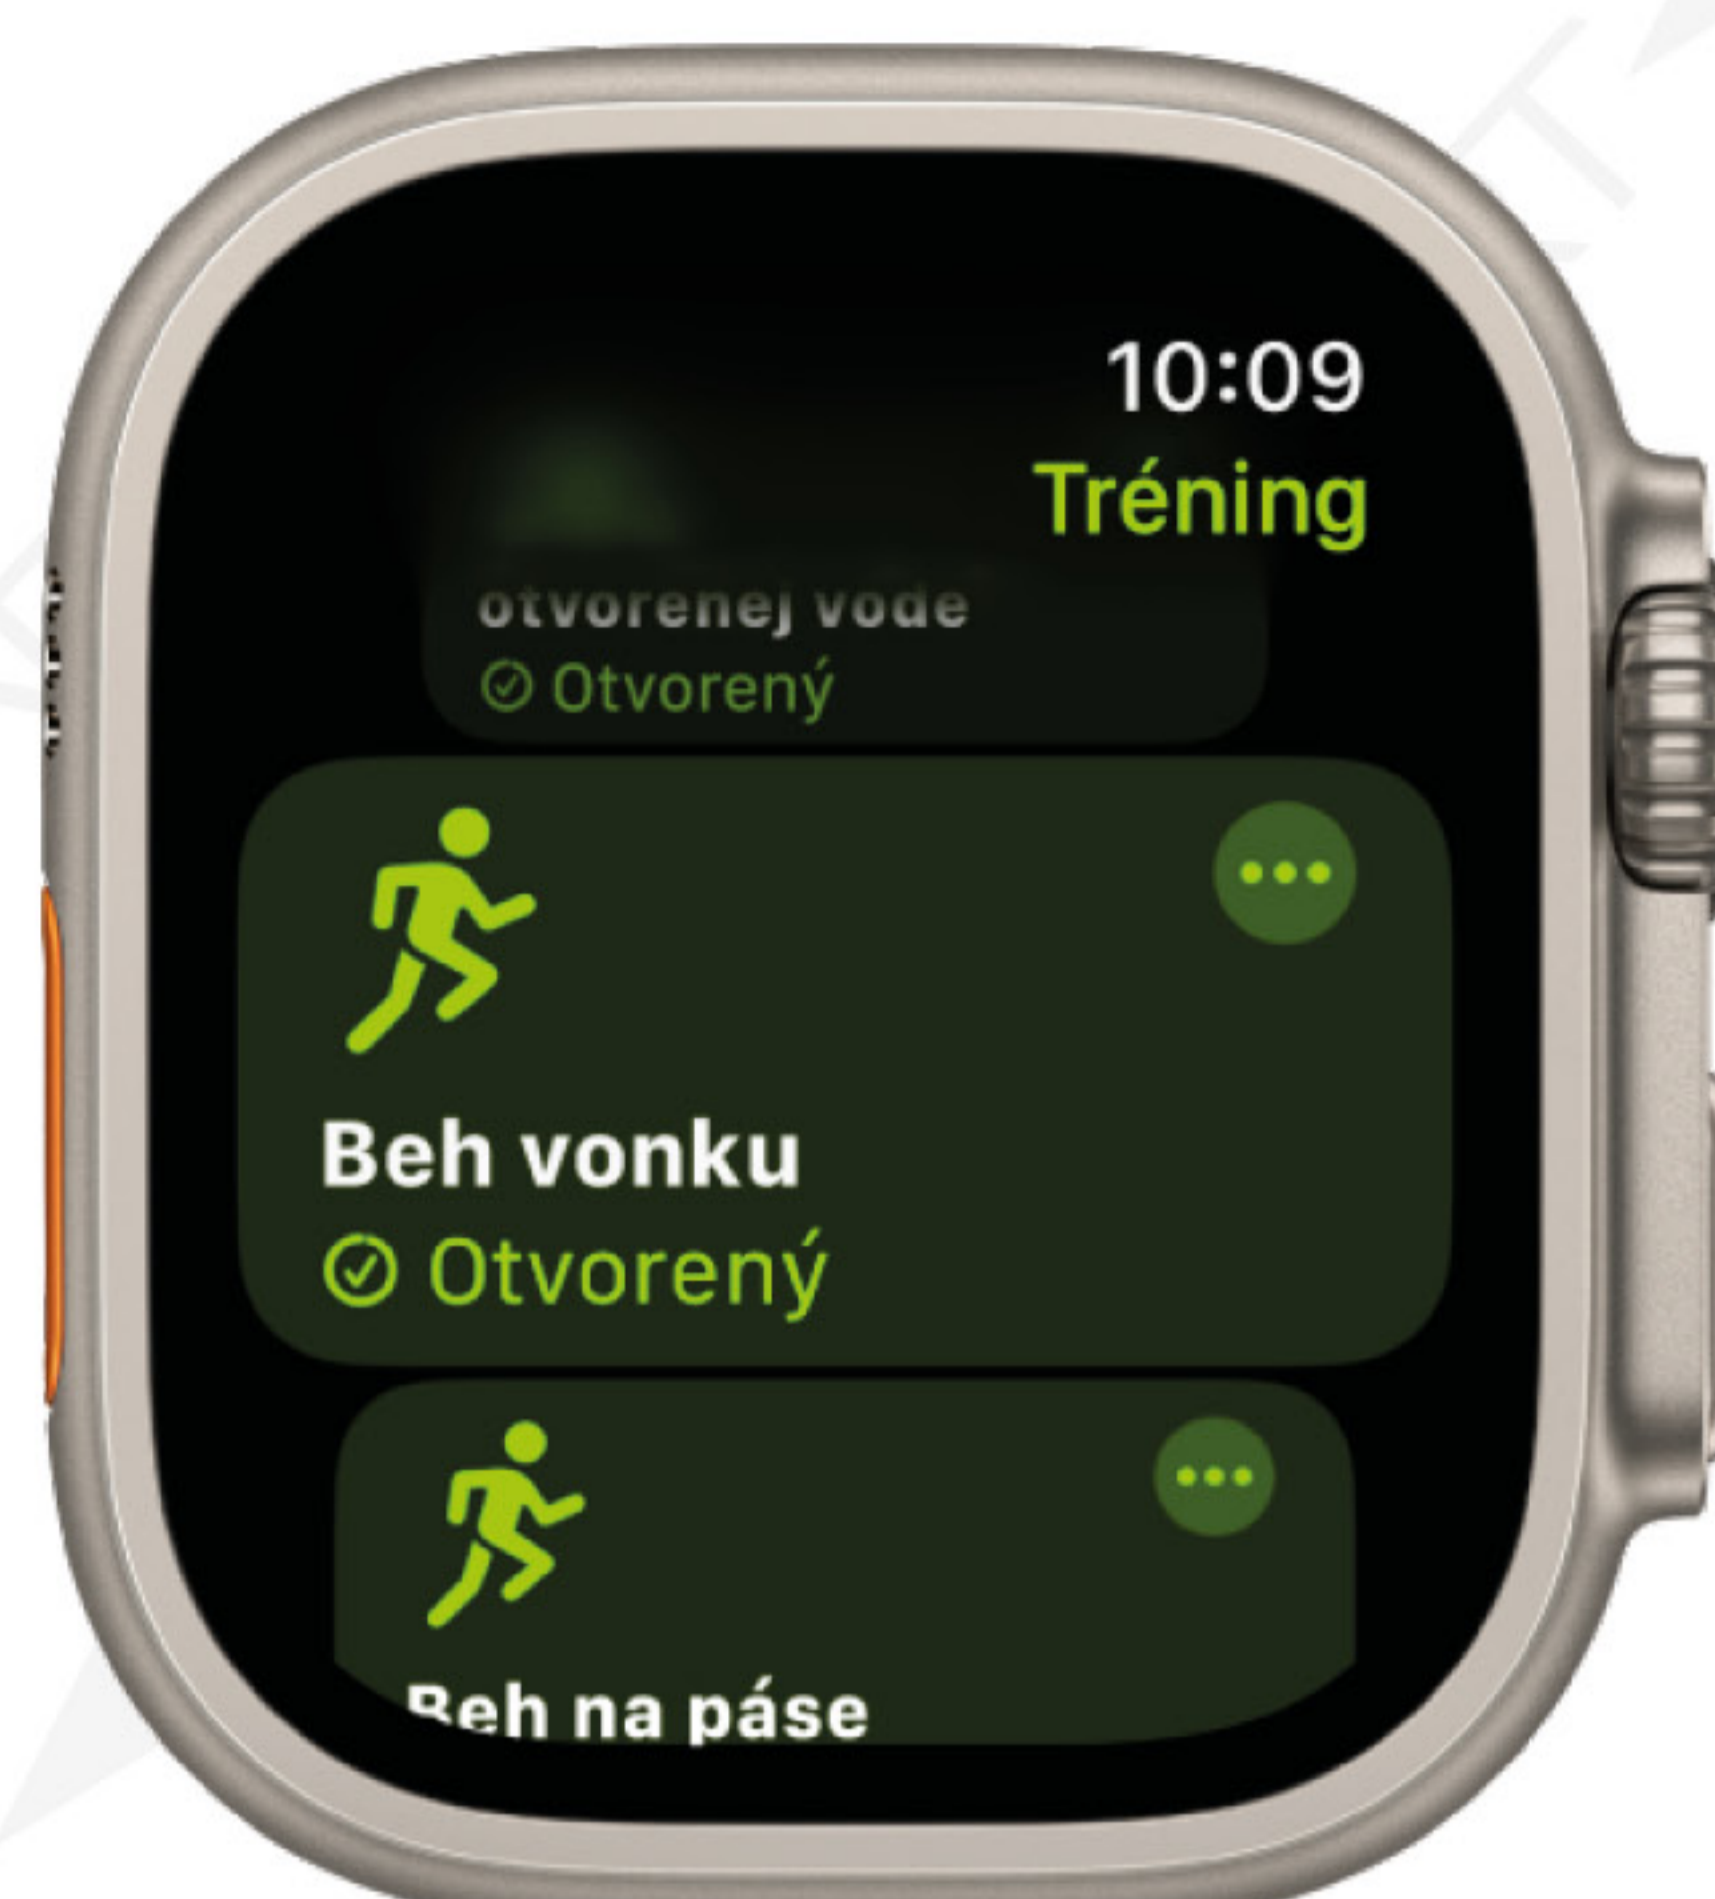 10:09
Tréning
otvorenej vode
Otvorený
Beh vonku
Otvorený
Beh na páse